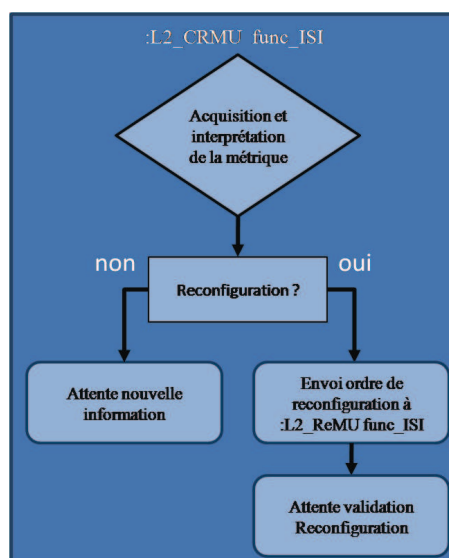 :L2_CRMU func_ISI
Acquisition et
interprétation
de la métrique
non
oui
Reconfiguration ?
Attente nouvelle
information
Envoi ordre de
reconfiguration à
:L2_ReMU func_ISI
Attente validation
Reconfiguration